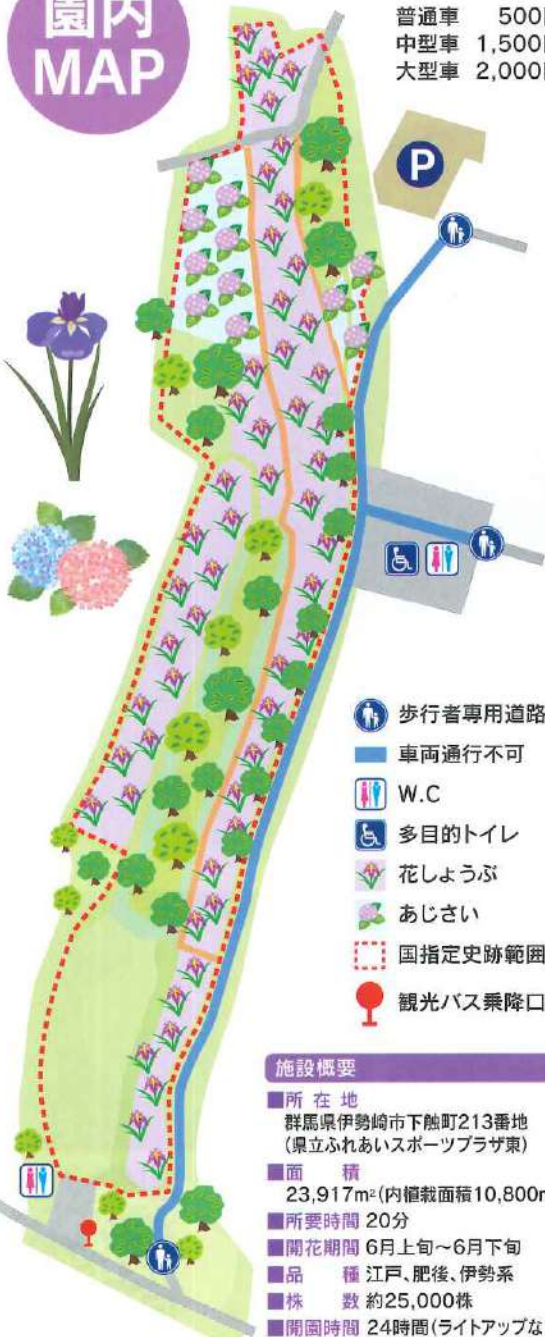 園内
MAP
普通車 500
中型車 1,500
大型車 2,000
P
歩行者専用道路
車両通行不可
W.C
多目的トイレ
花しょうぶ
あじさい
国指定史跡範囲
観光バス乗降口
施設概要
■所在地
群馬県伊勢崎市下触町213番地
(県立ふれあいスポーツプラザ東)
■面積
23,917m²(内植栽面積10,800m
■所要時間 20分
■開花期間 6月上旬~6月下旬
■品種 江戸、肥後、伊勢系
■株数 約25,000株
■開園時間 24時間(ライトアップな